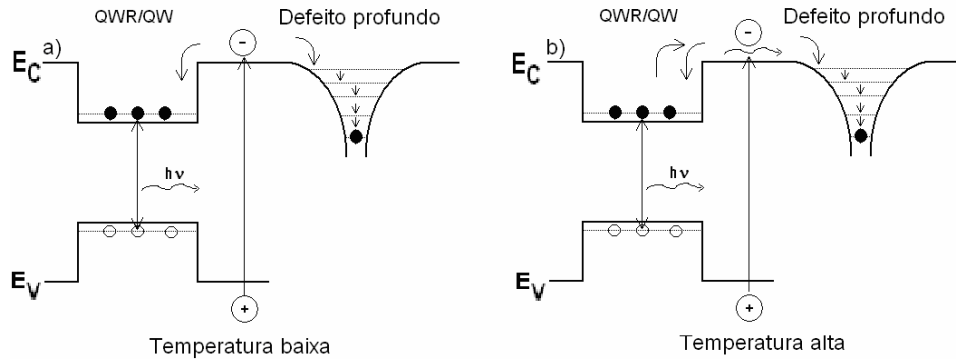 a)
QWR/QW
Defeito profundo
−
E_C
hν
E_V
+
Temperatura baixa
b)
QWR/QW
Defeito profundo
−
E_C
hν
E_V
+
Temperatura alta